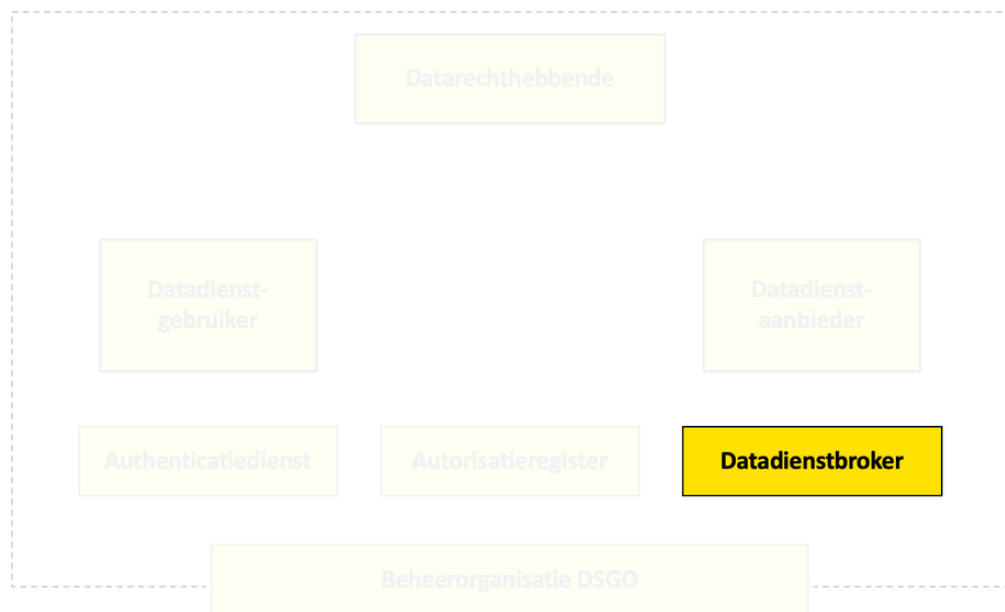 Datarechthebbende
Datadienst-
gebruiker
Datadienst-
aanbieder
Authenticatiedienst
Autorisatieregister
Datadienstbroker
Beheerorganisatie DSGO